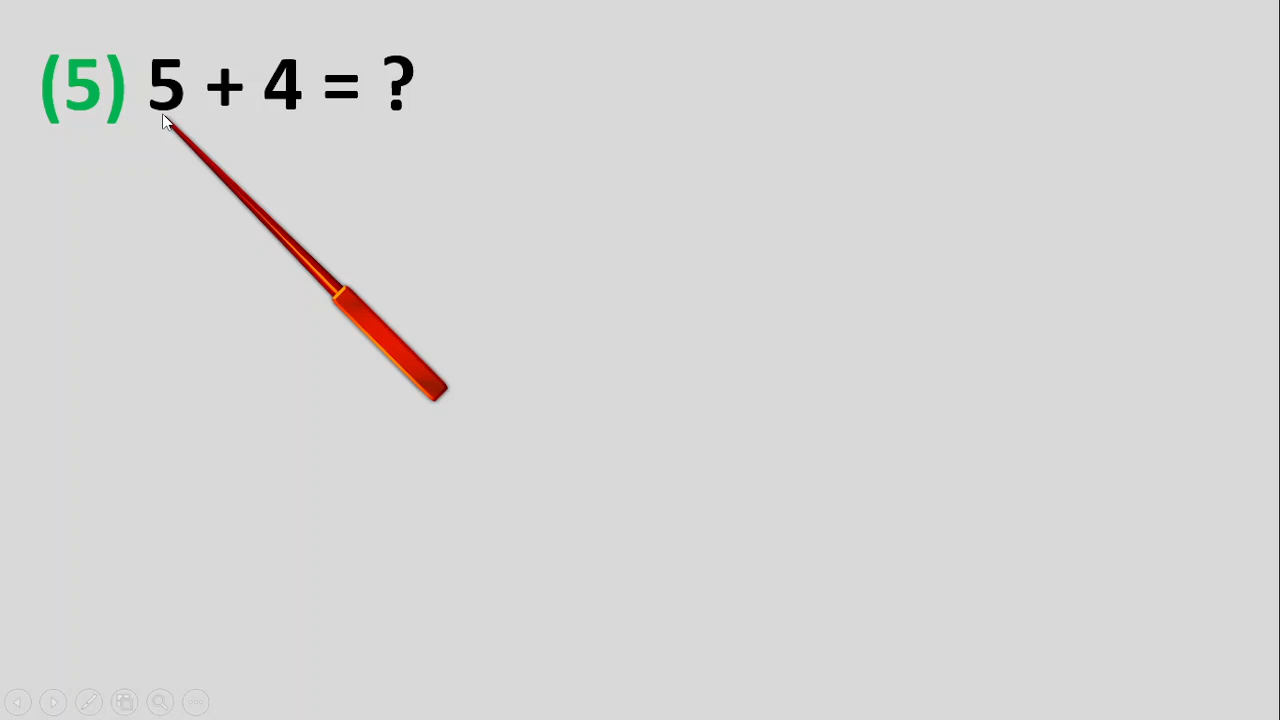 (5) 5 + 4 = ?